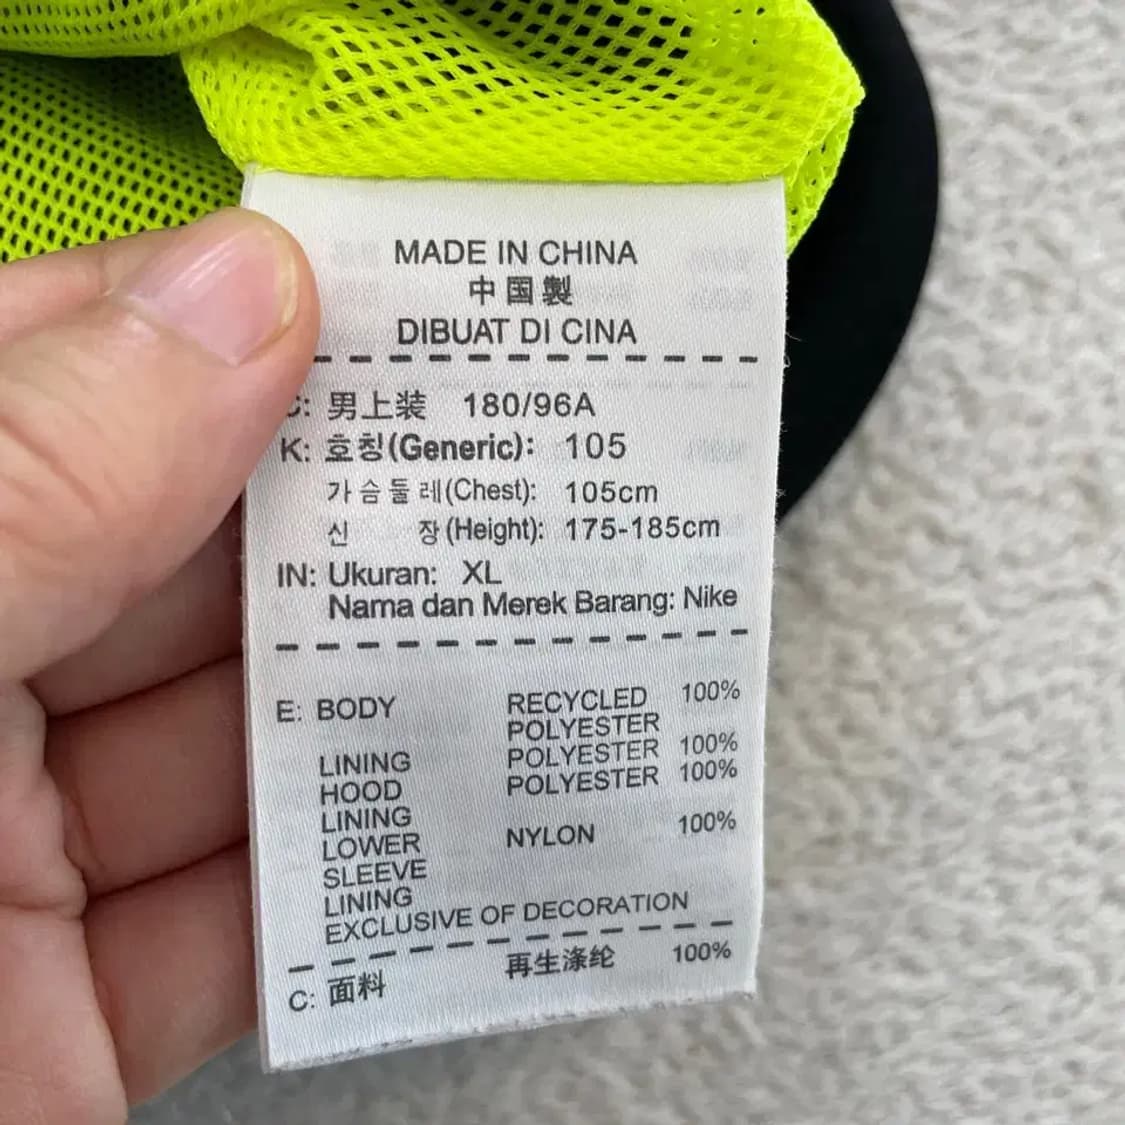 MADE IN CHINA
中国製
DIBUAT DI CINA
C: 男上装 180/96A
K: 호칭(Generic): 105
가슴둘레(Chest): 105cm
신 장(Height): 175-185cm
IN: Ukuran: XL
Nama dan Merek Barang: Nike
E: BODY RECYCLED 100%
POLYESTER
LINING POLYESTER 100%
HOOD POLYESTER 100%
LINING
LOWER NYLON 100%
SLEEVE
LINING
EXCLUSIVE OF DECORATION
C: 面料 再生涤纶 100%